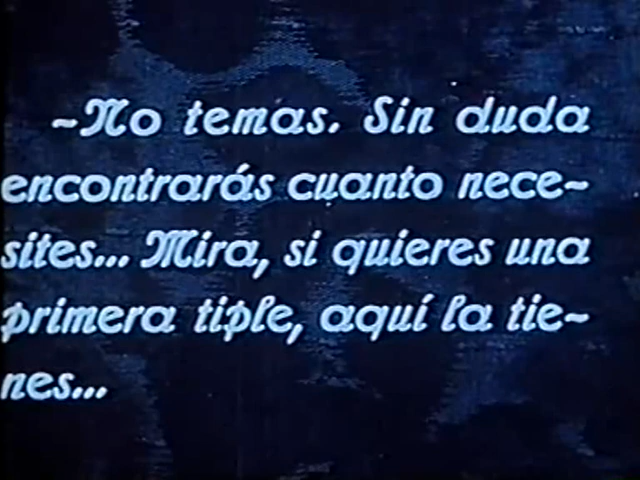 -No temas. Sin duda
encontrarás cuanto nece-
sites... Mira, si quieres una
primera tiple, aquí la tie-
nes...